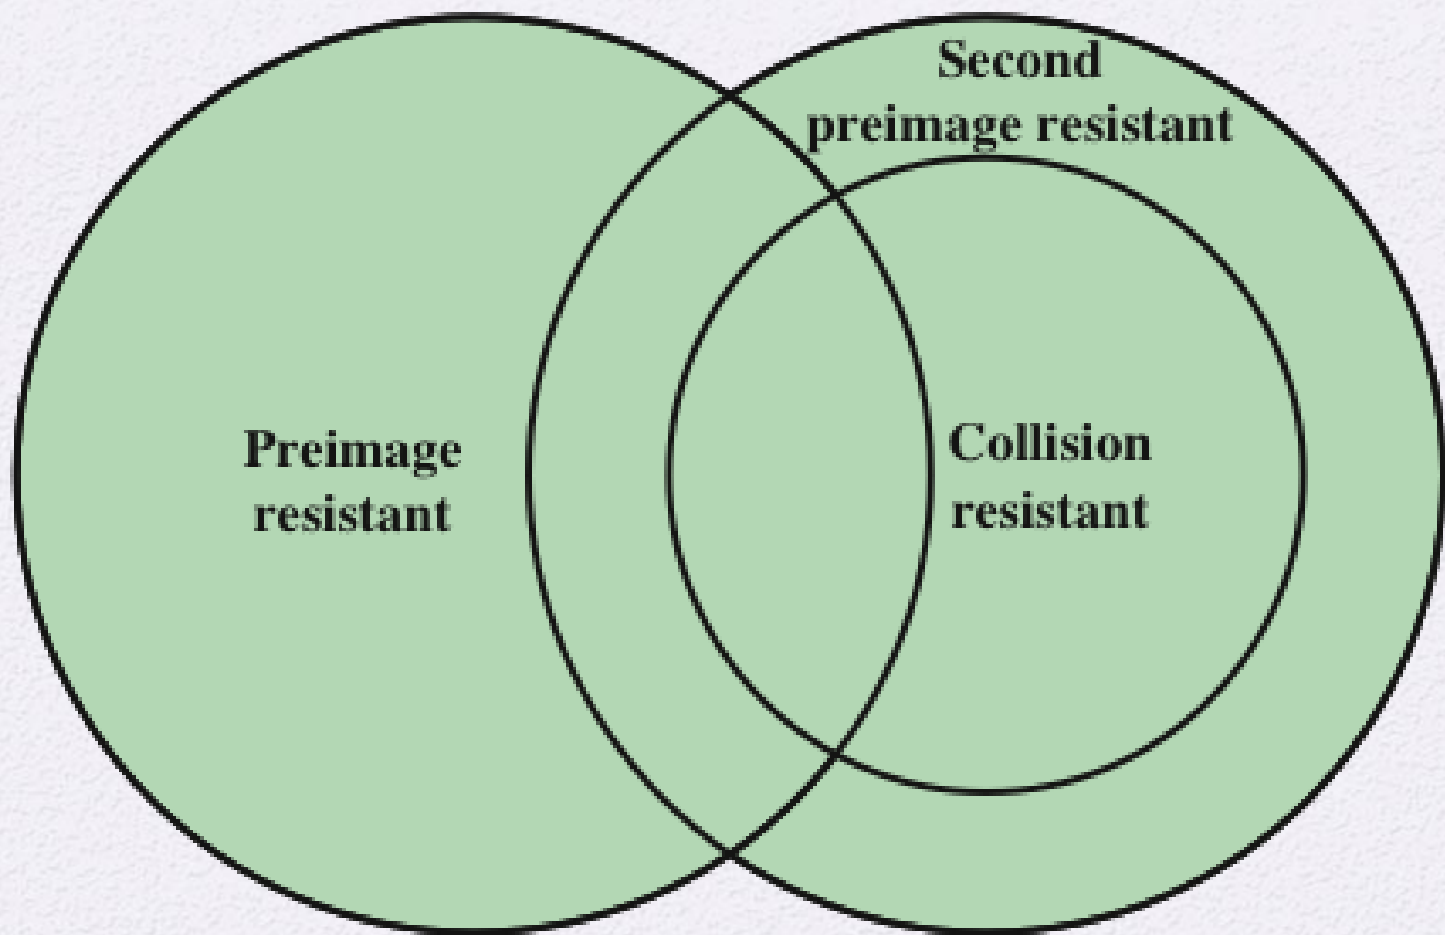 Second
preimage resistant
Preimage
resistant
Collision
resistant